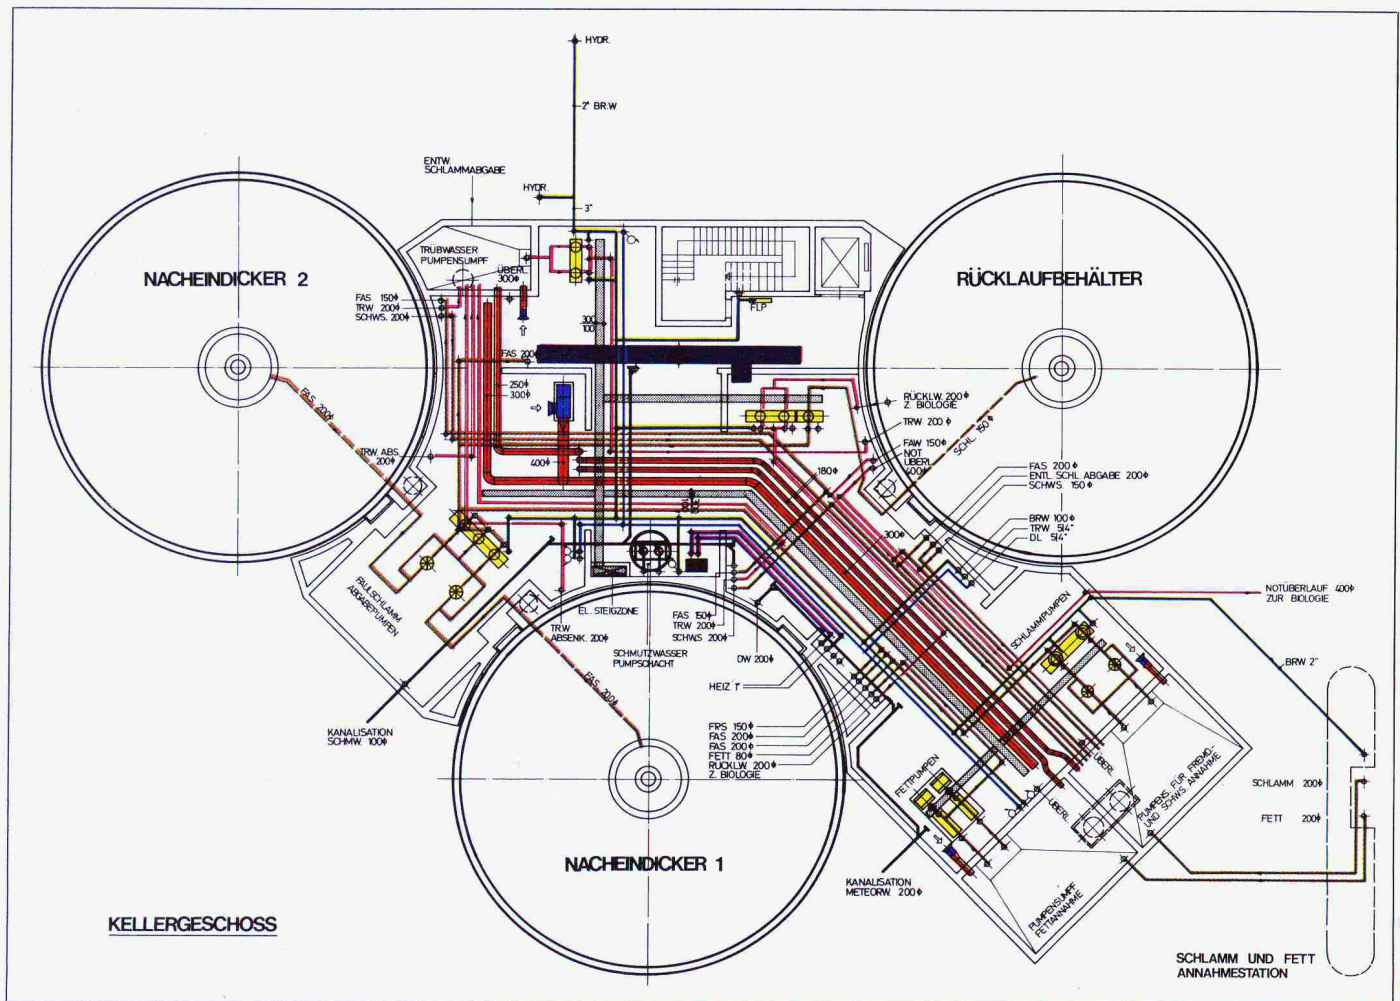 HYDR.
2" BR.W
ENTW.
SCHLAMMABGABE
HYDR.
3"
TRÜBWASSER
PUMPENSUMPF
ÜBERL.
300⌀
NACHEINDICKER 2
RÜCKLAUFBEHÄLTER
FAS 150⌀
TRW 200⌀
SCHWS. 200⌀
FLP
300
100
FAS 200
250⌀
300⌀
FAS 200⌀
RÜCKLW. 200⌀
Z. BIOLOGIE
TRW 200⌀
SCHL. 150⌀
FAW 150⌀
NOT
ÜBERL.
400⌀
TRW. ABS.
200⌀
400⌀
180⌀
FAS 200⌀
ENTL. SCHL. ABGABE 200⌀
SCHWS 150⌀
BRW 100⌀
TRW 5/4"
DL 5/4"
300⌀
FAULSCHLAMM
ABGABEPUMPEN
EL. STEIGZONE
TR.W
ABSENK. 200⌀
FAS 150⌀
TRW 200⌀
SCHWS 200⌀
SCHMUTZWASSER
PUMPSCHACHT
DW 200⌀
HEIZ 1"
SCHLAMMPUMPEN
NOTÜBERLAUF 400⌀
ZUR BIOLOGIE
BRW 2"
FAS. 200⌀
KANALISATION
SCHMW. 100⌀
FRS 150⌀
FAS 200⌀
FAS 200⌀
FETT 80⌀
RÜCKLW. 200⌀
Z. BIOLOGIE
FETTPUMPEN
ÜBERL.
ÜBERL.
PUMPENS. FÜR FREMD-
UND SCHWS. ANNAHME
SCHLAMM 200⌀
FETT 200⌀
NACHEINDICKER 1
KANALISATION
METEORW. 200⌀
PUMPENSUMPF
FETTANNAHME
KELLERGESCHOSS
SCHLAMM UND FETT
ANNAHMESTATION